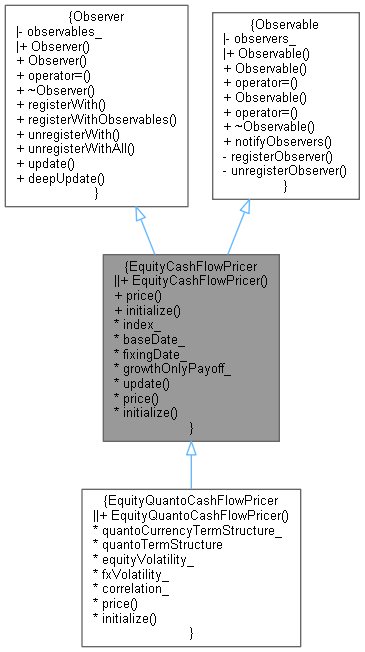 {Observer
|- observables_
|+ Observer()
+ Observer()
+ operator=()
+ ~Observer()
+ registerWith()
+ registerWithObservables()
+ unregisterWith()
+ unregisterWithAll()
+ update()
+ deepUpdate()
}
{Observable
|- observers_
|+ Observable()
+ Observable()
+ operator=()
+ Observable()
+ operator=()
+ ~Observable()
+ notifyObservers()
- registerObserver()
- unregisterObserver()
}
{EquityCashFlowPricer
||+ EquityCashFlowPricer()
+ price()
+ initialize()
* index_
* baseDate_
* fixingDate_
* growthOnlyPayoff_
* update()
* price()
* initialize()
}
{EquityQuantoCashFlowPricer
||+ EquityQuantoCashFlowPricer()
* quantoCurrencyTermStructure_
* quantoTermStructure
* equityVolatility_
* fxVolatility_
* correlation_
* price()
* initialize()
}